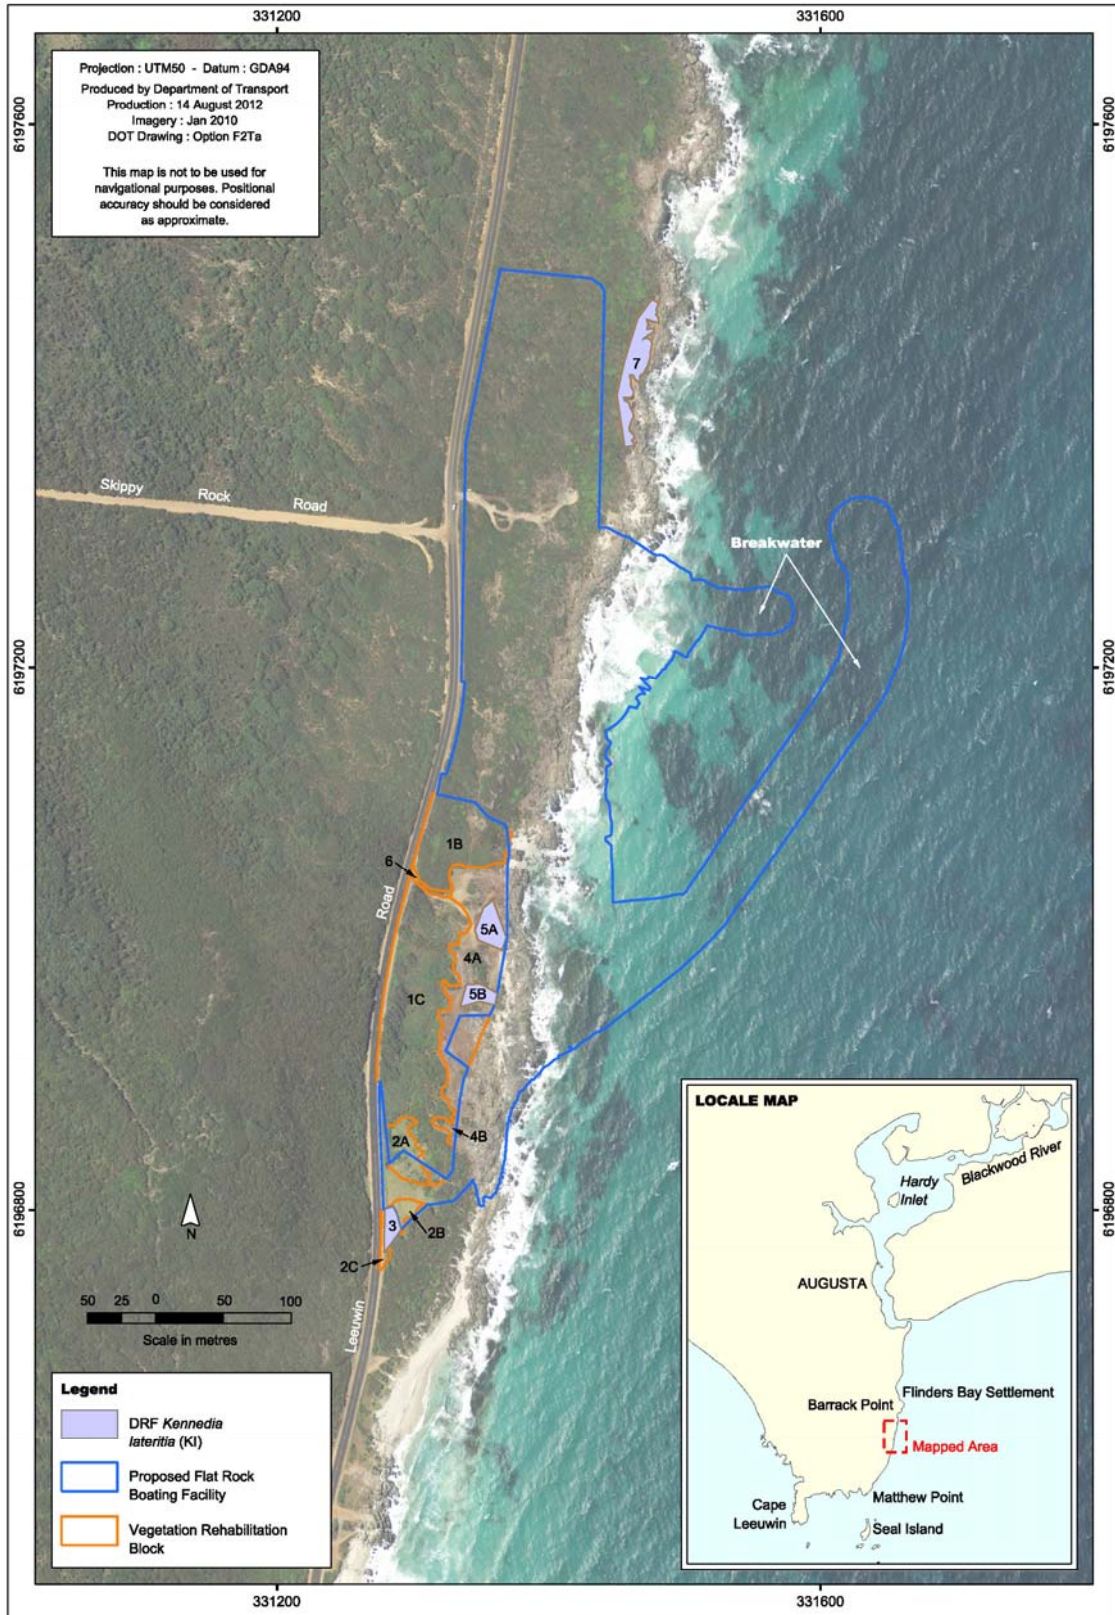 331200
331600
Projection : UTM50 - Datum : GDA94
Produced by Department of Transport
Production : 14 August 2012
Imagery : Jan 2010
DOT Drawing : Option F2Ta
This map is not to be used for
navigational purposes. Positional
accuracy should be considered
as approximate.
6197600
6197600
7
Skippy Rock Road
Breakwater
6197200
6197200
1B
6
Road
5A
4A
5B
1C
4B
2A
6196800
6196800
3
2B
2C
N
50 25 0 50 100
Scale in metres
Leeuwin
Legend
DRF Kennedia
lateritia (Kl)
Proposed Flat Rock
Boating Facility
Vegetation Rehabilitation
Block
LOCALE MAP
Hardy
Inlet
Blackwood River
AUGUSTA
Flinders Bay Settlement
Barrack Point
Mapped Area
Matthew Point
Cape
Leeuwin
Seal Island
331200
331600